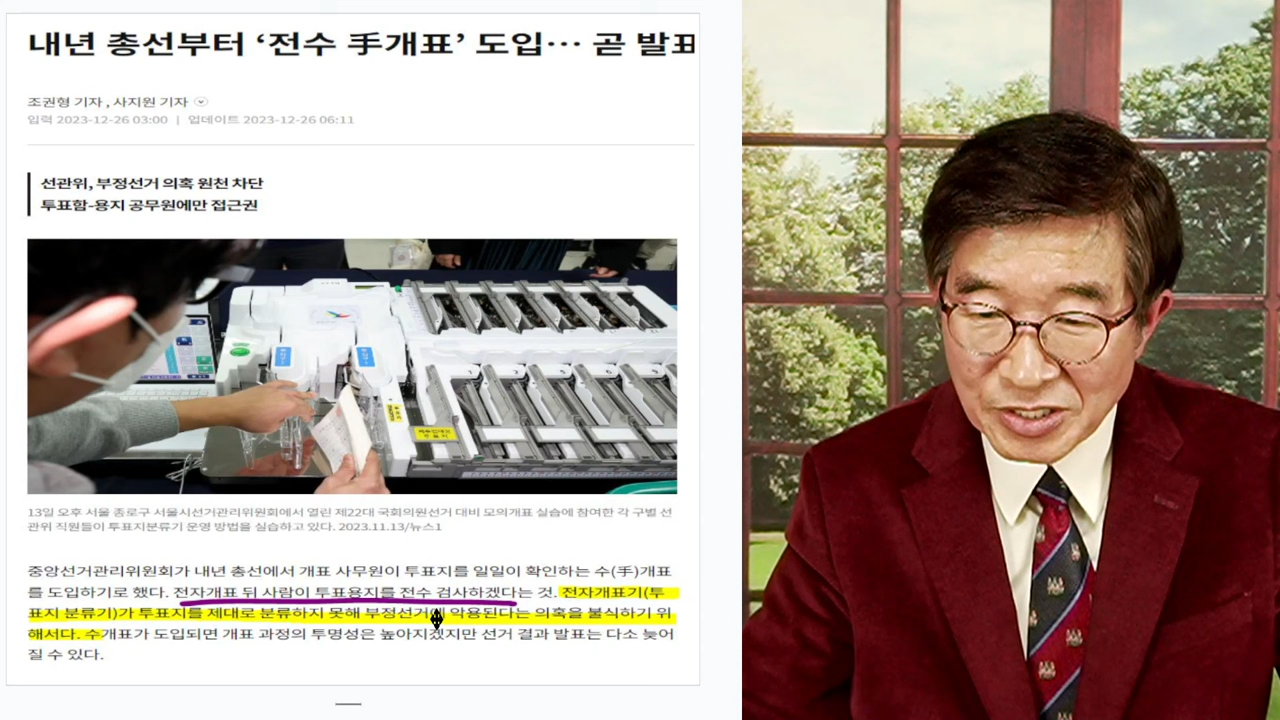 내년 총선부터 ‘전수 手개표’ 도입… 곧 발표
조권형 기자 , 사지원 기자
입력 2023-12-26 03:00 | 업데이트 2023-12-26 06:11
선관위, 부정선거 의혹 원천 차단
투표함-용지 공무원에만 접근권
13일 오후 서울 종로구 서울시선거관리위원회에서 열린 제22대 국회의원선거 대비 모의개표 실습에 참여한 각 구별 선
관위 직원들이 투표지분류기 운영 방법을 실습하고 있다. 2023.11.13/뉴스1
중앙선거관리위원회가 내년 총선에서 개표 사무원이 투표지를 일일이 확인하는 수(手)개표
를 도입하기로 했다. 전자개표 뒤 사람이 투표용지를 전수 검사하겠다는 것. 전자개표기(투
표지 분류기)가 투표지를 제대로 분류하지 못해 부정선거에 악용된다는 의혹을 불식하기 위
해서다. 수개표가 도입되면 개표 과정의 투명성은 높아지겠지만 선거 결과 발표는 다소 늦어
질 수 있다.